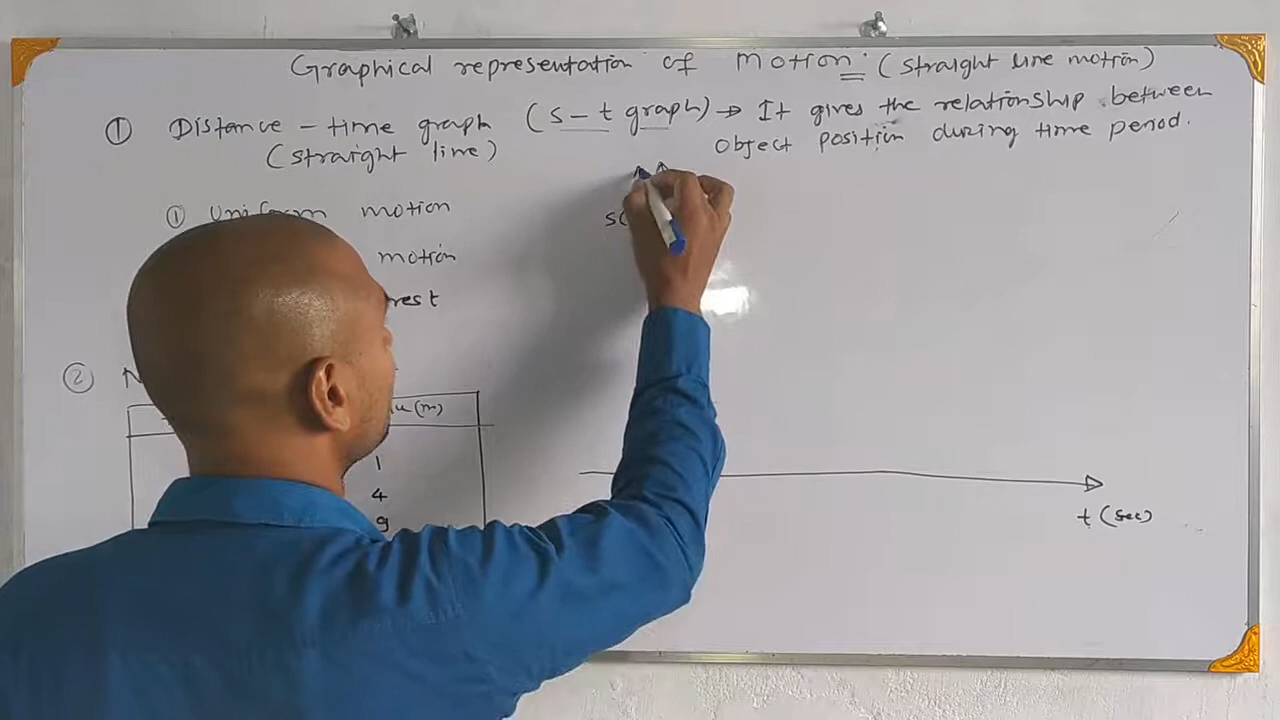 Graphical representation of motion: (straight line motion)
① Distance - time graph (s - t graph) → It gives the relationship between
(straight line) object position during time period.
① Uniform motion
motion
rest
②
(m)
1
4
9
t (sec)